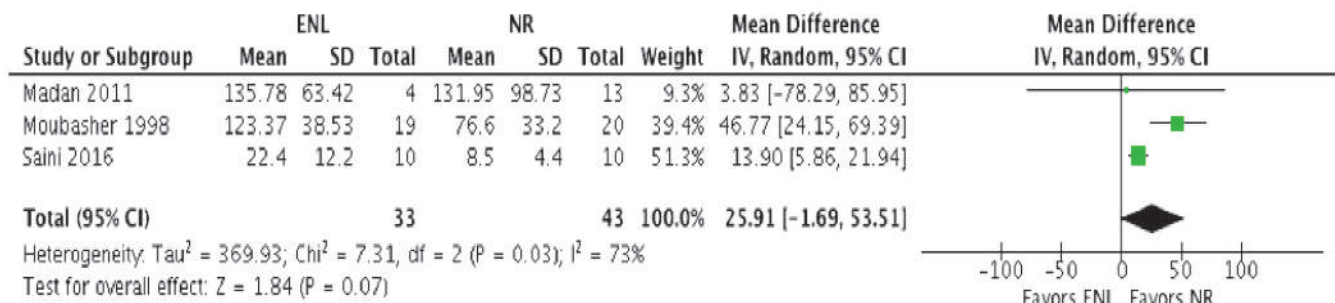 ENL NR Mean Difference Mean Difference
Study or Subgroup Mean SD Total Mean SD Total Weight IV, Random, 95% CI IV, Random, 95% CI
Madan 2011 135.78 63.42 4 131.95 98.73 13 9.3% 3.83 [-78.29, 85.95]
Moubasher 1998 123.37 38.53 19 76.6 33.2 20 39.4% 46.77 [24.15, 69.39]
Saini 2016 22.4 12.2 10 8.5 4.4 10 51.3% 13.90 [5.86, 21.94]
Total (95% CI) 33 43 100.0% 25.91 [-1.69, 53.51]
Heterogeneity: Tau² = 369.93; Chi² = 7.31, df = 2 (P = 0.03); I² = 73%
Test for overall effect: Z = 1.84 (P = 0.07)
-100 -50 0 50 100
Favors ENL Favors NR